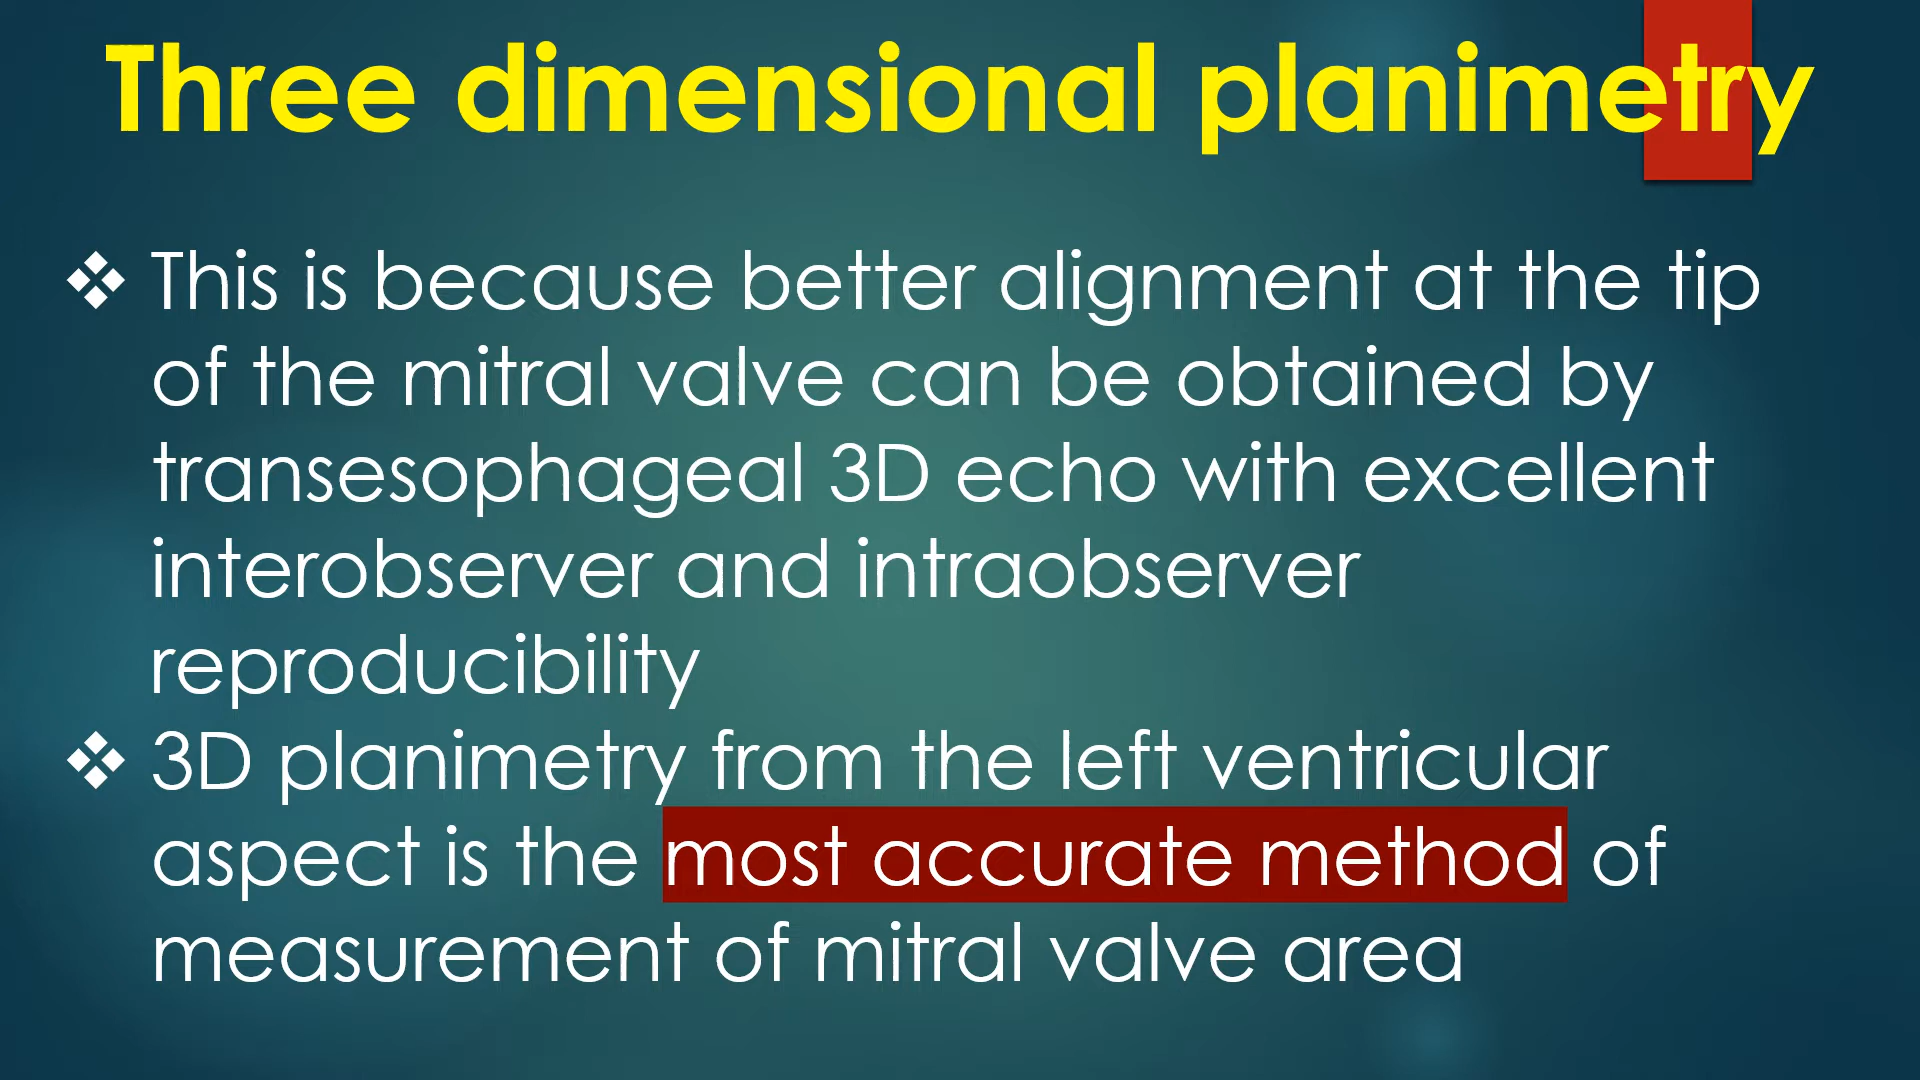 Three dimensional planimetry
❖ This is because better alignment at the tip
of the mitral valve can be obtained by
transesophageal 3D echo with excellent
interobserver and intraobserver
reproducibility
❖ 3D planimetry from the left ventricular
aspect is the most accurate method of
measurement of mitral valve area